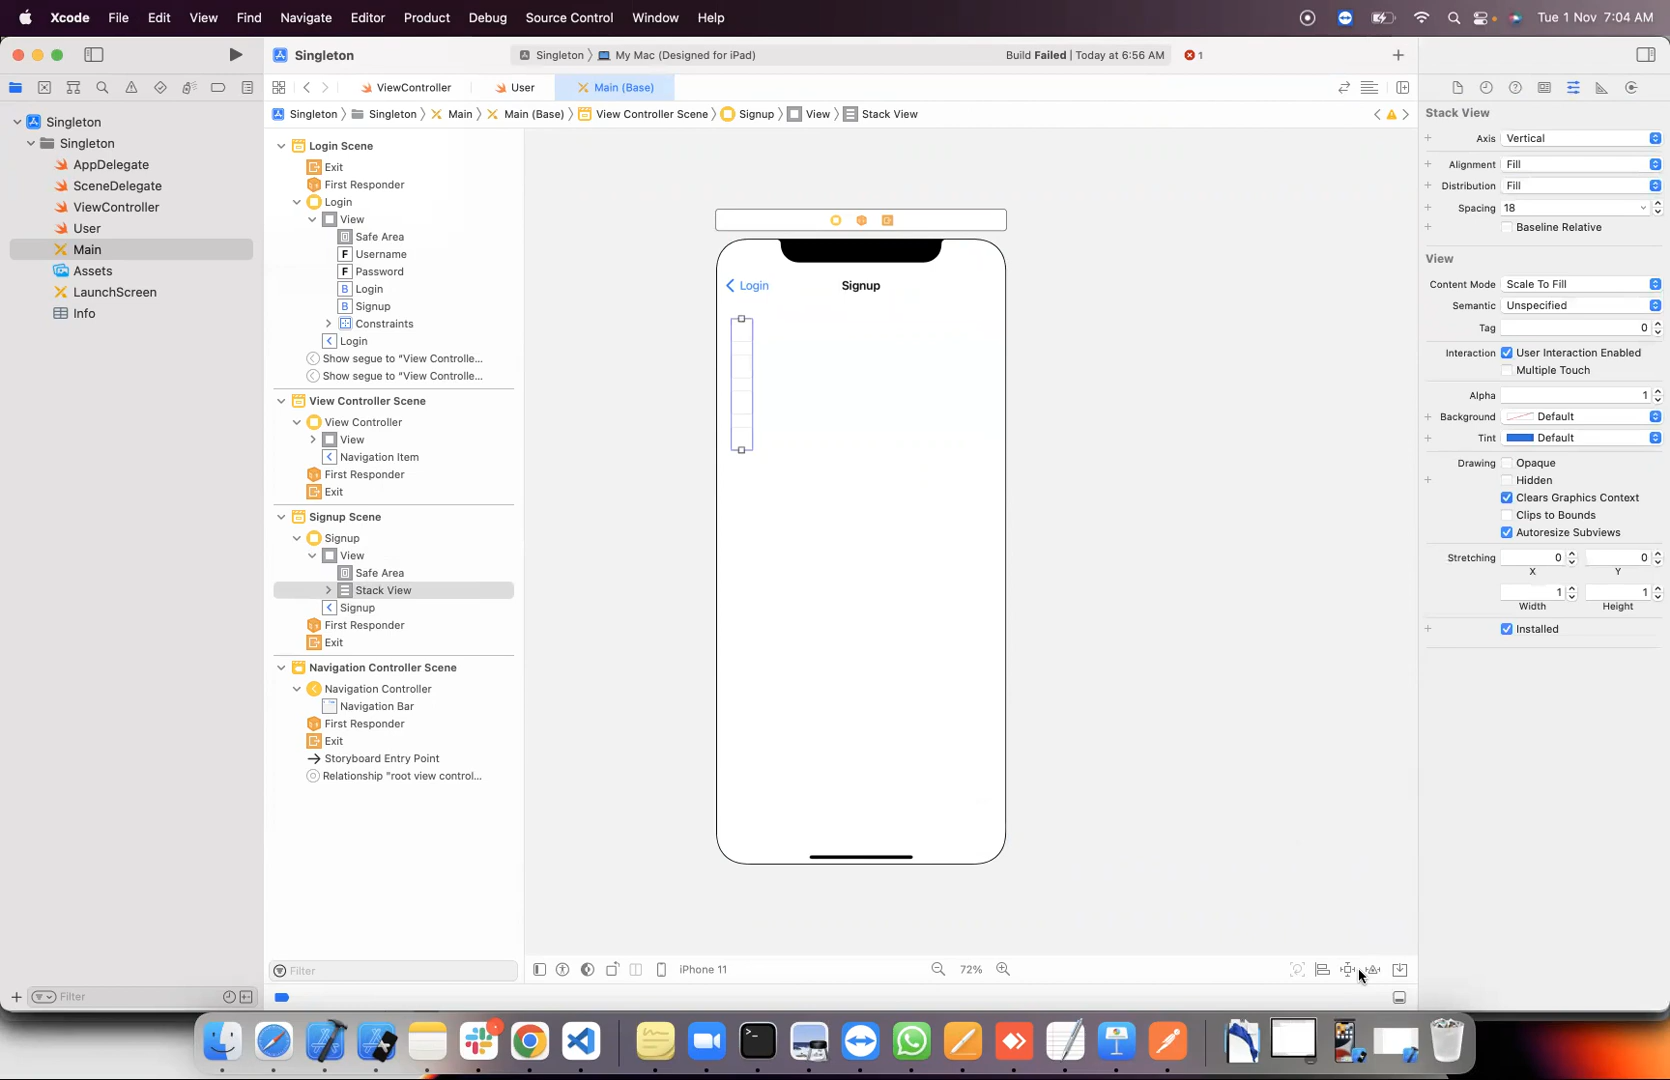 Xcode File Edit View Find Navigate Editor Product Debug Source Control Window Help Tue 1 Nov 7:04 AM
Singleton Singleton My Mac (Designed for iPad) Build Failed | Today at 6:56 AM 1
ViewController User Main (Base)
Singleton Singleton Main Main (Base) View Controller Scene Signup View Stack View
Singleton
Singleton
AppDelegate
SceneDelegate
ViewController
User
Main
Assets
LaunchScreen
Info
Filter
Login Scene
Exit
First Responder
Login
View
Safe Area
F Username
F Password
B Login
B Signup
Constraints
Login
Show segue to “View Controlle...
Show segue to “View Controlle...
View Controller Scene
View Controller
View
Navigation Item
First Responder
Exit
Signup Scene
Signup
View
Safe Area
Stack View
Signup
First Responder
Exit
Navigation Controller Scene
Navigation Controller
Navigation Bar
First Responder
Exit
Storyboard Entry Point
Relationship "root view control...
Filter
Login Signup
iPhone 11 72%
Stack View
Axis Vertical
Alignment Fill
Distribution Fill
Spacing 18
Baseline Relative
View
Content Mode Scale To Fill
Semantic Unspecified
Tag 0
Interaction User Interaction Enabled
Multiple Touch
Alpha 1
Background Default
Tint Default
Drawing Opaque
Hidden
Clears Graphics Context
Clips to Bounds
Autoresize Subviews
Stretching 0 0
X Y
1 1
Width Height
Installed